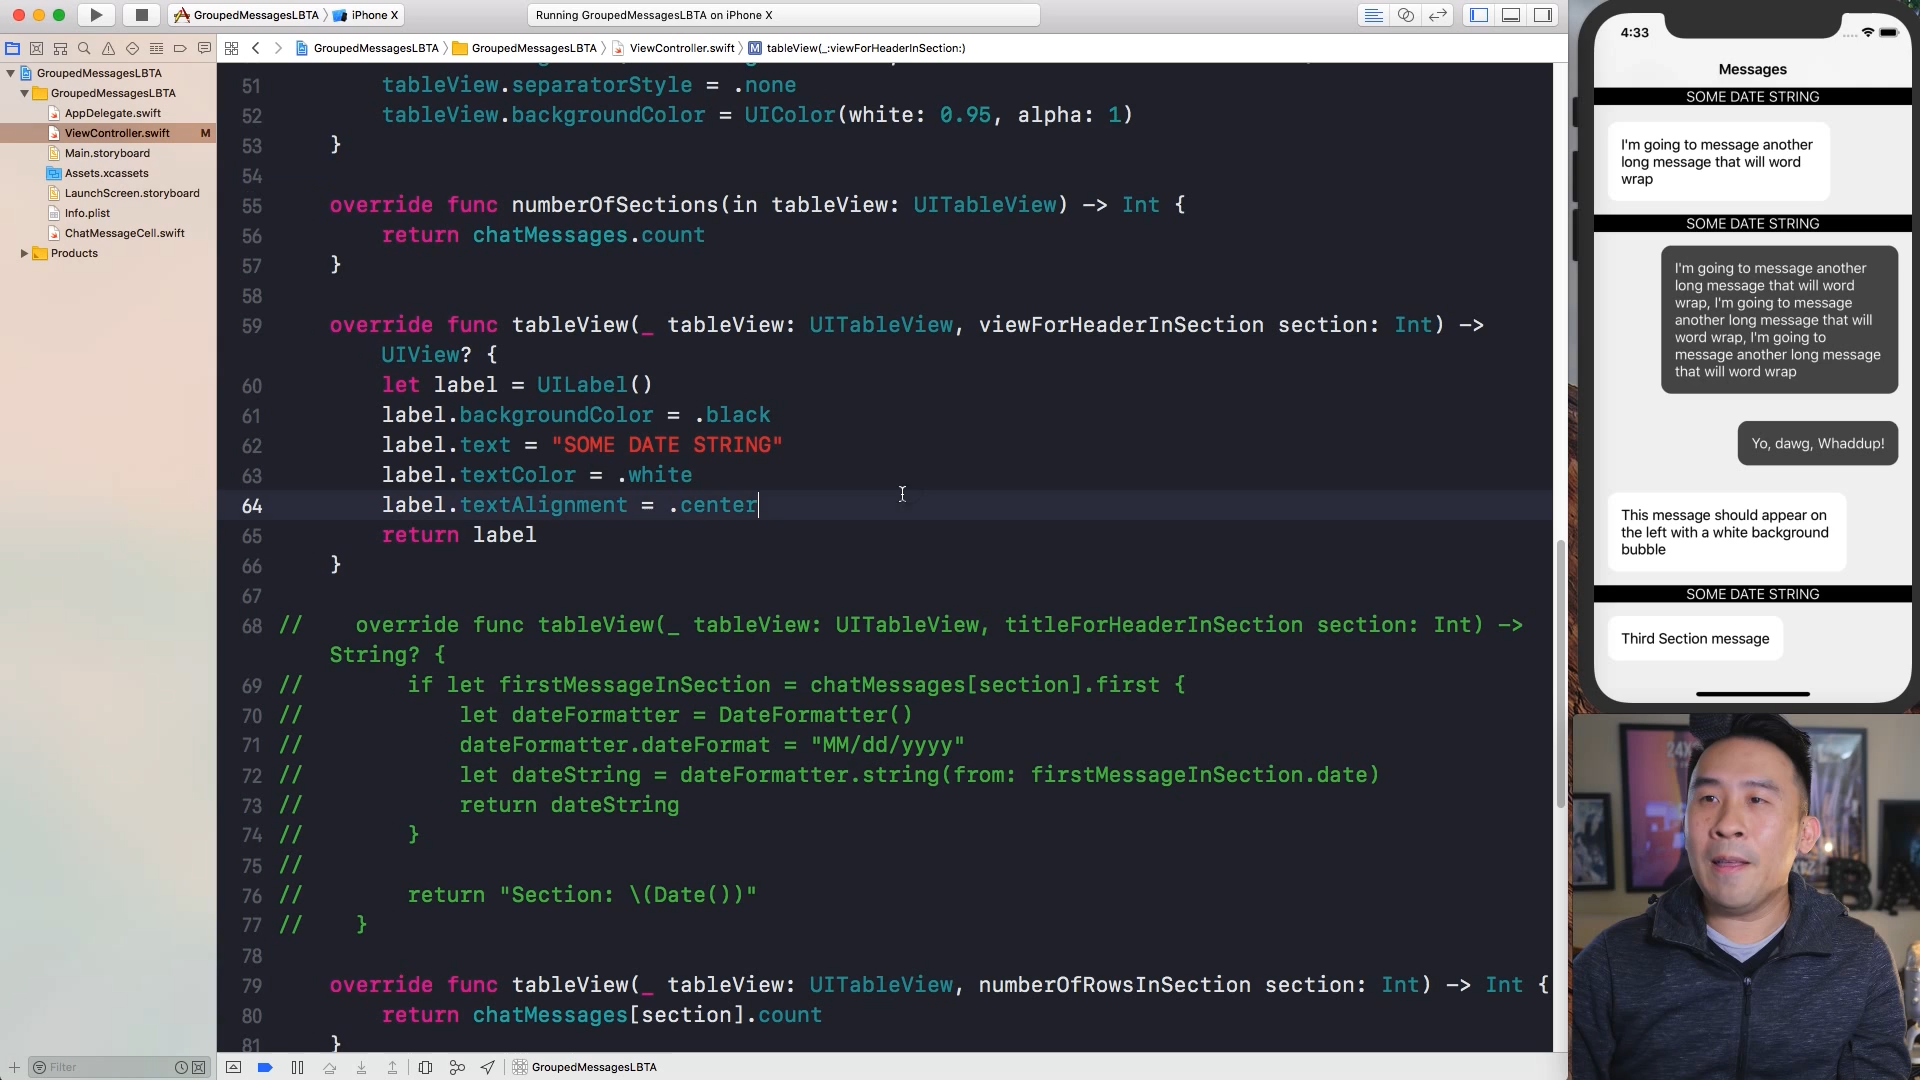 GroupedMessagesLBTA
iPhone X
Running GroupedMessagesLBTA on iPhone X
GroupedMessagesLBTA
GroupedMessagesLBTA
ViewController.swift
M
tableView(_:viewForHeaderInSection:)
GroupedMessagesLBTA
GroupedMessagesLBTA
AppDelegate.swift
ViewController.swift
M
Main.storyboard
Assets.xcassets
LaunchScreen.storyboard
Info.plist
ChatMessageCell.swift
Products
Filter
51 tableView.separatorStyle = .none
52 tableView.backgroundColor = UIColor(white: 0.95, alpha: 1)
53 }
54
55 override func numberOfSections(in tableView: UITableView) -> Int {
56 return chatMessages.count
57 }
58
59 override func tableView(_ tableView: UITableView, viewForHeaderInSection section: Int) ->
UIView? {
60 let label = UILabel()
61 label.backgroundColor = .black
62 label.text = "SOME DATE STRING"
63 label.textColor = .white
64 label.textAlignment = .center
65 return label
66 }
67
68 // override func tableView(_ tableView: UITableView, titleForHeaderInSection section: Int) ->
String? {
69 // if let firstMessageInSection = chatMessages[section].first {
70 // let dateFormatter = DateFormatter()
71 // dateFormatter.dateFormat = "MM/dd/yyyy"
72 // let dateString = dateFormatter.string(from: firstMessageInSection.date)
73 // return dateString
74 // }
75 //
76 // return "Section: \(Date())"
77 // }
78
79 override func tableView(_ tableView: UITableView, numberOfRowsInSection section: Int) -> Int {
80 return chatMessages[section].count
81 }
GroupedMessagesLBTA
4:33
Messages
SOME DATE STRING
I'm going to message another
long message that will word
wrap
SOME DATE STRING
I'm going to message another
long message that will word
wrap, I'm going to message
another long message that will
word wrap, I'm going to
message another long message
that will word wrap
Yo, dawg, Whaddup!
This message should appear on
the left with a white background
bubble
SOME DATE STRING
Third Section message
24X